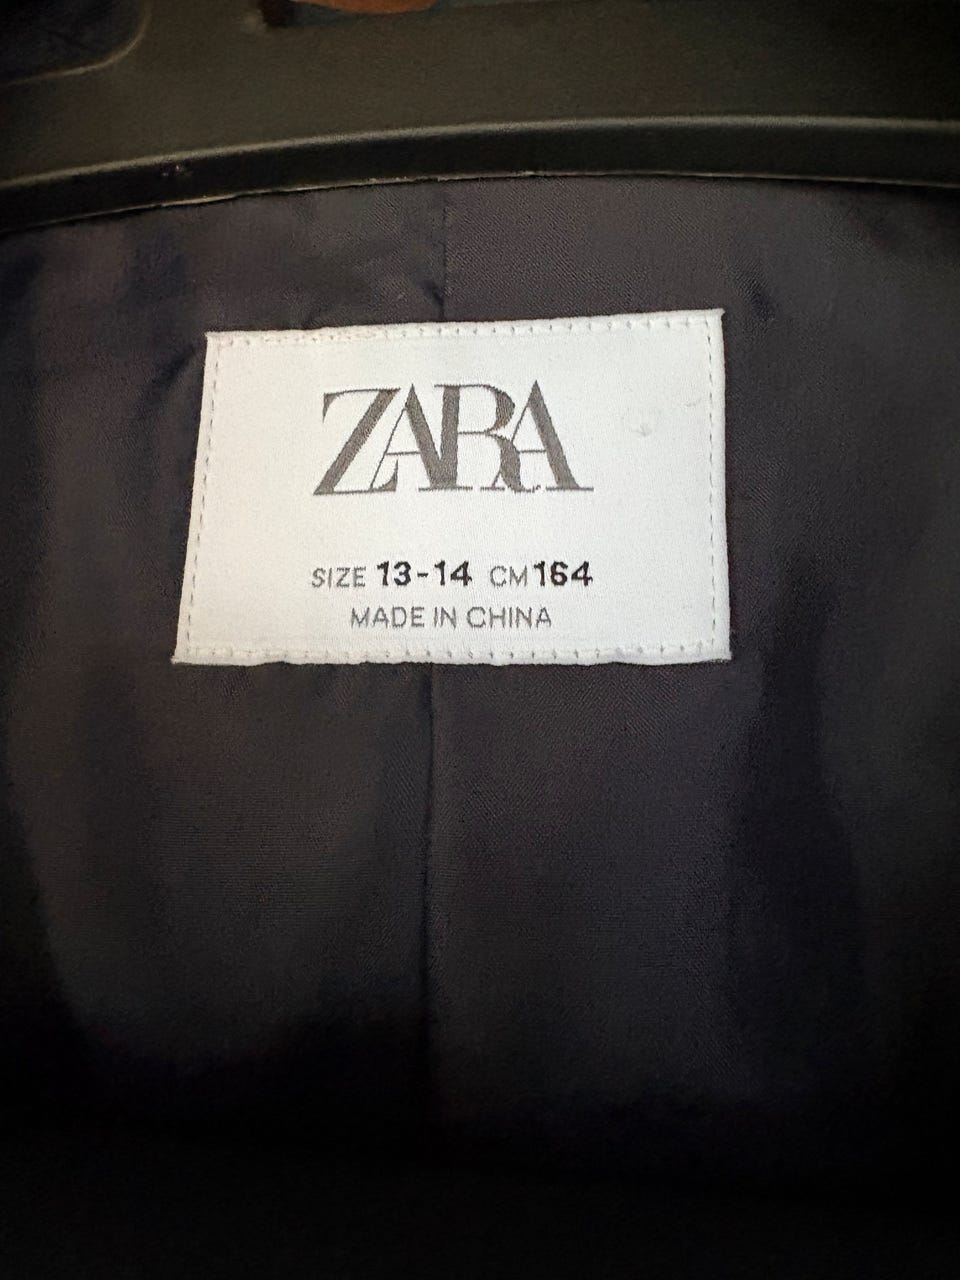 ZARA
SIZE 13-14 CM 164
MADE IN CHINA